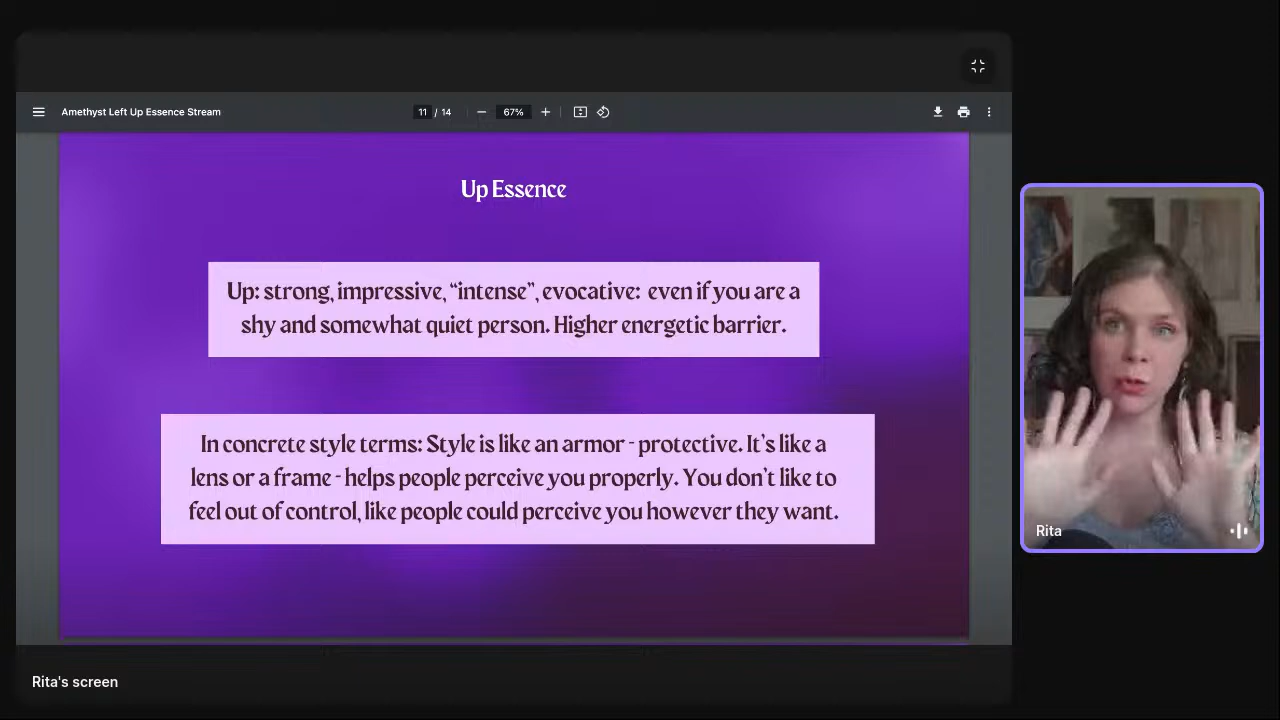 Amethyst Left Up Essence Stream
11 / 14
67%
Up Essence
Up: strong, impressive, “intense”, evocative: even if you are a
shy and somewhat quiet person. Higher energetic barrier.
In concrete style terms: Style is like an armor - protective. It’s like a
lens or a frame - helps people perceive you properly. You don’t like to
feel out of control, like people could perceive you however they want.
Rita
Rita's screen